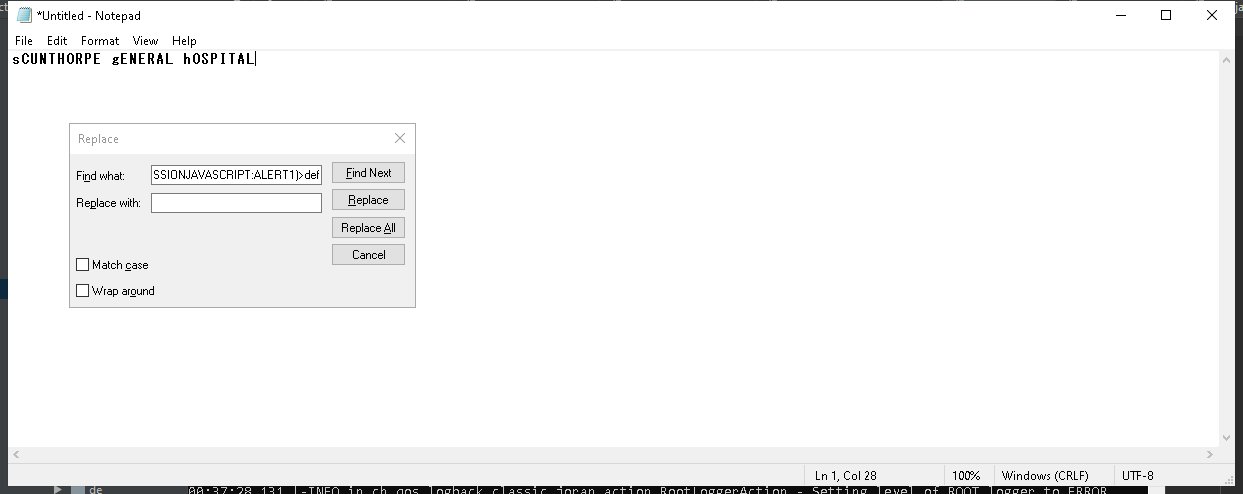 *Untitled - Notepad
File Edit Format View Help
sCUNTHORPE gENERAL hOSPITAL
Replace
Find what: SSIONJAVASCRIPT:ALERT1)>def Find Next
Replace with: Replace
Replace All
Cancel
Match case
Wrap around
Ln 1, Col 28 100% Windows (CRLF) UTF-8
de 00:37:28,131 |-INFO in ch.qos.logback.classic.joran.action.RootLoggerAction - Setting level of ROOT logger to ERROR